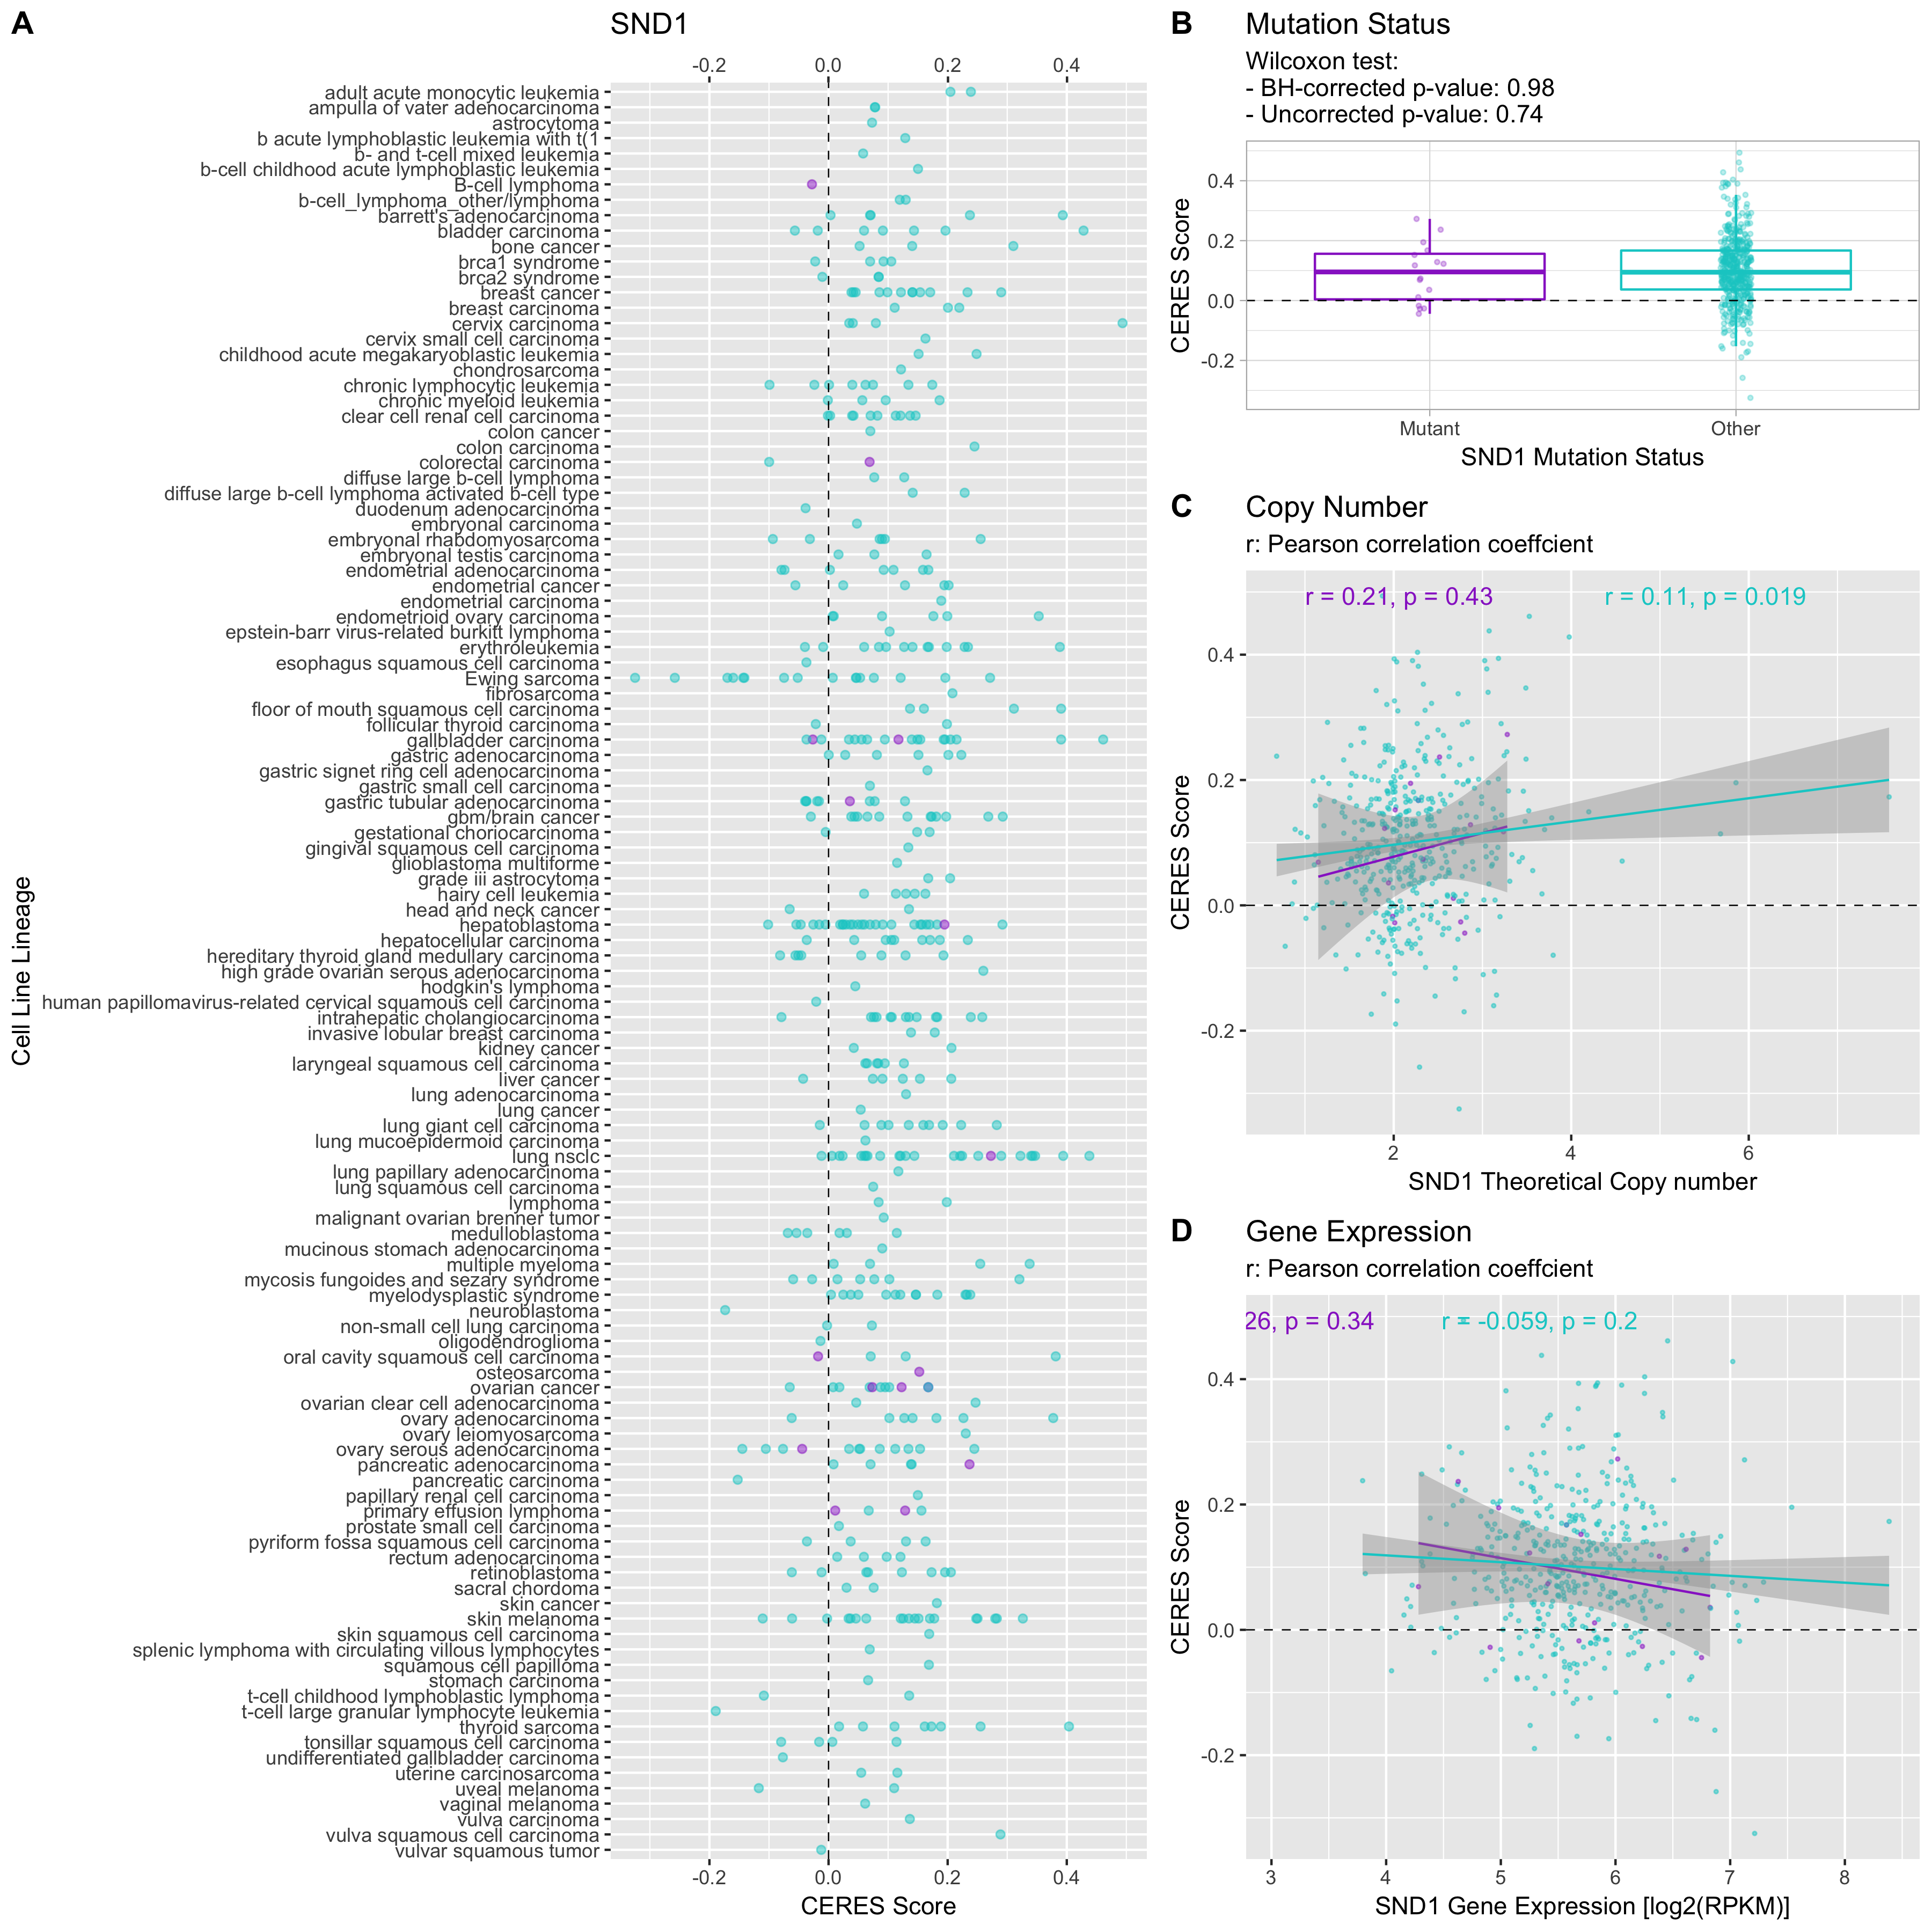 A
SND1
-0.2 0.0 0.2 0.4
adult acute monocytic leukemia
ampulla of vater adenocarcinoma
astrocytoma
b acute lymphoblastic leukemia with t(1
b- and t-cell mixed leukemia
b-cell childhood acute lymphoblastic leukemia
B-cell lymphoma
b-cell_lymphoma_other/lymphoma
barrett's adenocarcinoma
bladder carcinoma
bone cancer
brca1 syndrome
brca2 syndrome
breast cancer
breast carcinoma
cervix carcinoma
cervix small cell carcinoma
childhood acute megakaryoblastic leukemia
chondrosarcoma
chronic lymphocytic leukemia
chronic myeloid leukemia
clear cell renal cell carcinoma
colon cancer
colon carcinoma
colorectal carcinoma
diffuse large b-cell lymphoma
diffuse large b-cell lymphoma activated b-cell type
duodenum adenocarcinoma
embryonal carcinoma
embryonal rhabdomyosarcoma
embryonal testis carcinoma
endometrial adenocarcinoma
endometrial cancer
endometrial carcinoma
endometrioid ovary carcinoma
epstein-barr virus-related burkitt lymphoma
erythroleukemia
esophagus squamous cell carcinoma
Ewing sarcoma
fibrosarcoma
floor of mouth squamous cell carcinoma
follicular thyroid carcinoma
gallbladder carcinoma
gastric adenocarcinoma
gastric signet ring cell adenocarcinoma
gastric small cell carcinoma
gastric tubular adenocarcinoma
gbm/brain cancer
gestational choriocarcinoma
gingival squamous cell carcinoma
glioblastoma multiforme
grade iii astrocytoma
hairy cell leukemia
head and neck cancer
hepatoblastoma
hepatocellular carcinoma
hereditary thyroid gland medullary carcinoma
high grade ovarian serous adenocarcinoma
hodgkin's lymphoma
human papillomavirus-related cervical squamous cell carcinoma
intrahepatic cholangiocarcinoma
invasive lobular breast carcinoma
kidney cancer
laryngeal squamous cell carcinoma
liver cancer
lung adenocarcinoma
lung cancer
lung giant cell carcinoma
lung mucoepidermoid carcinoma
lung nsclc
lung papillary adenocarcinoma
lung squamous cell carcinoma
lymphoma
malignant ovarian brenner tumor
medulloblastoma
mucinous stomach adenocarcinoma
multiple myeloma
mycosis fungoides and sezary syndrome
myelodysplastic syndrome
neuroblastoma
non-small cell lung carcinoma
oligodendroglioma
oral cavity squamous cell carcinoma
osteosarcoma
ovarian cancer
ovarian clear cell adenocarcinoma
ovary adenocarcinoma
ovary leiomyosarcoma
ovary serous adenocarcinoma
pancreatic adenocarcinoma
pancreatic carcinoma
papillary renal cell carcinoma
primary effusion lymphoma
prostate small cell carcinoma
pyriform fossa squamous cell carcinoma
rectum adenocarcinoma
retinoblastoma
sacral chordoma
skin cancer
skin melanoma
skin squamous cell carcinoma
splenic lymphoma with circulating villous lymphocytes
squamous cell papilloma
stomach carcinoma
t-cell childhood lymphoblastic lymphoma
t-cell large granular lymphocyte leukemia
thyroid sarcoma
tonsillar squamous cell carcinoma
undifferentiated gallbladder carcinoma
uterine carcinosarcoma
uveal melanoma
vaginal melanoma
vulva carcinoma
vulva squamous cell carcinoma
vulvar squamous tumor
-0.2 0.0 0.2 0.4
CERES Score
Cell Line Lineage
B
Mutation Status
Wilcoxon test:
- BH-corrected p-value: 0.98
- Uncorrected p-value: 0.74
0.4
0.2
0.0
-0.2
CERES Score
Mutant Other
SND1 Mutation Status
C
Copy Number
r: Pearson correlation coeffcient
r = 0.21, p = 0.43
r = 0.11, p = 0.019
0.4
0.2
0.0
-0.2
CERES Score
2 4 6
SND1 Theoretical Copy number
D
Gene Expression
r: Pearson correlation coeffcient
26, p = 0.34
r = -0.059, p = 0.2
0.4
0.2
0.0
-0.2
CERES Score
3 4 5 6 7 8
SND1 Gene Expression [log2(RPKM)]